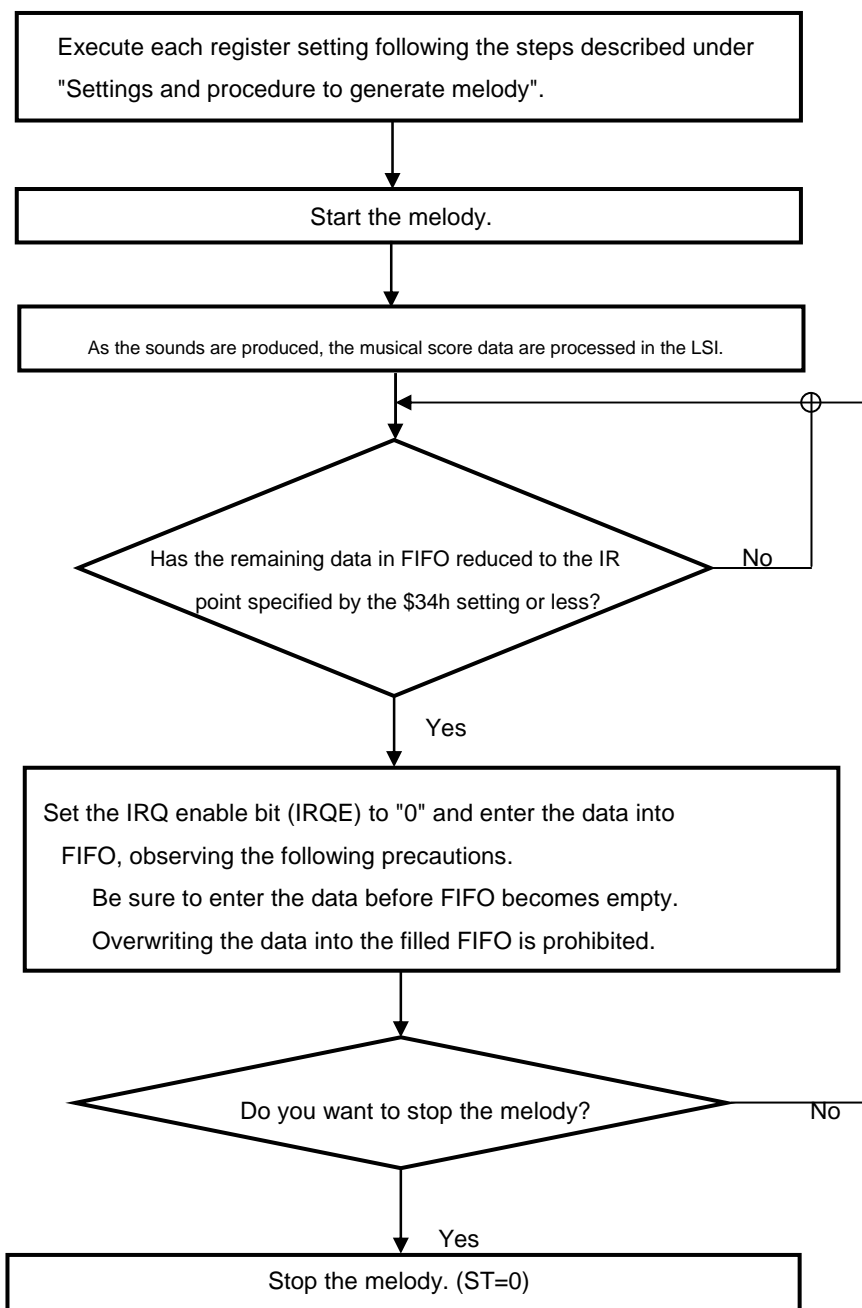 Execute each register setting following the steps described under
"Settings and procedure to generate melody".
Start the melody.
As the sounds are produced, the musical score data are processed in the LSI.
Has the remaining data in FIFO reduced to the IR
No
point specified by the $34h setting or less?
Yes
Set the IRQ enable bit (IRQE) to "0" and enter the data into
FIFO, observing the following precautions.
Be sure to enter the data before FIFO becomes empty.
Overwriting the data into the filled FIFO is prohibited.
Do you want to stop the melody?
No
Yes
Stop the melody. (ST=0)